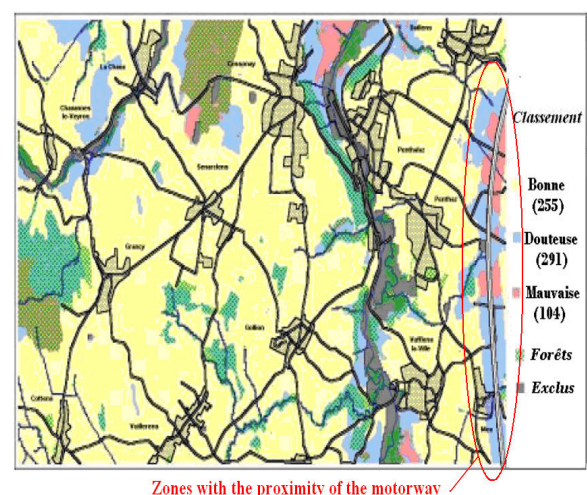 Cossonay
Bailens
La Chaux
Chavannes
le-Veyron
Senarclens
Penthalaz
Penthaz
Grancy
Gollion
Vufflens
la-Ville
Cottens
Vullierens
Mex
Classement
Bonne
(255)
Douteuse
(291)
Mauvaise
(104)
Forêts
Exclus
Zones with the proximity of the motorway